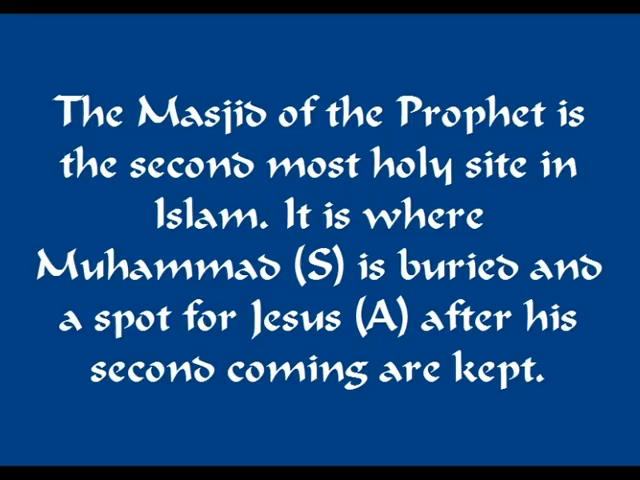 The Masjid of the Prophet is
the second most holy site in
Islam. It is where
Muhammad (S) is buried and
a spot for Jesus (A) after his
second coming are kept.